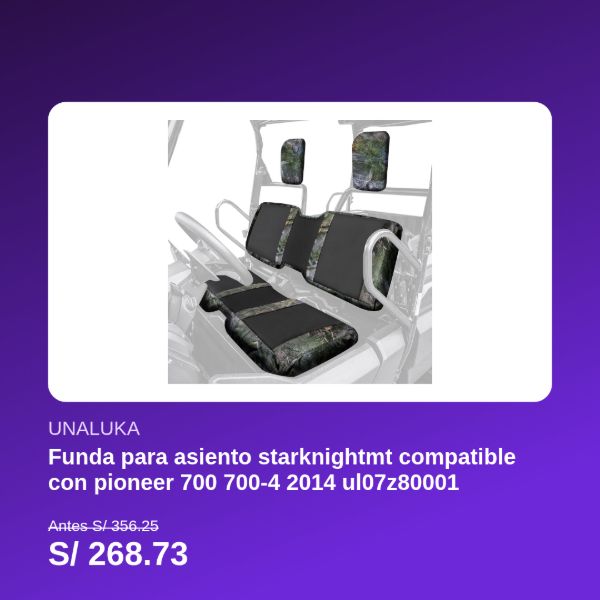 UNALUKA
Funda para asiento starknightmt compatible
con pioneer 700 700-4 2014 ul07z80001
Antes S/ 356.25
S/ 268.73